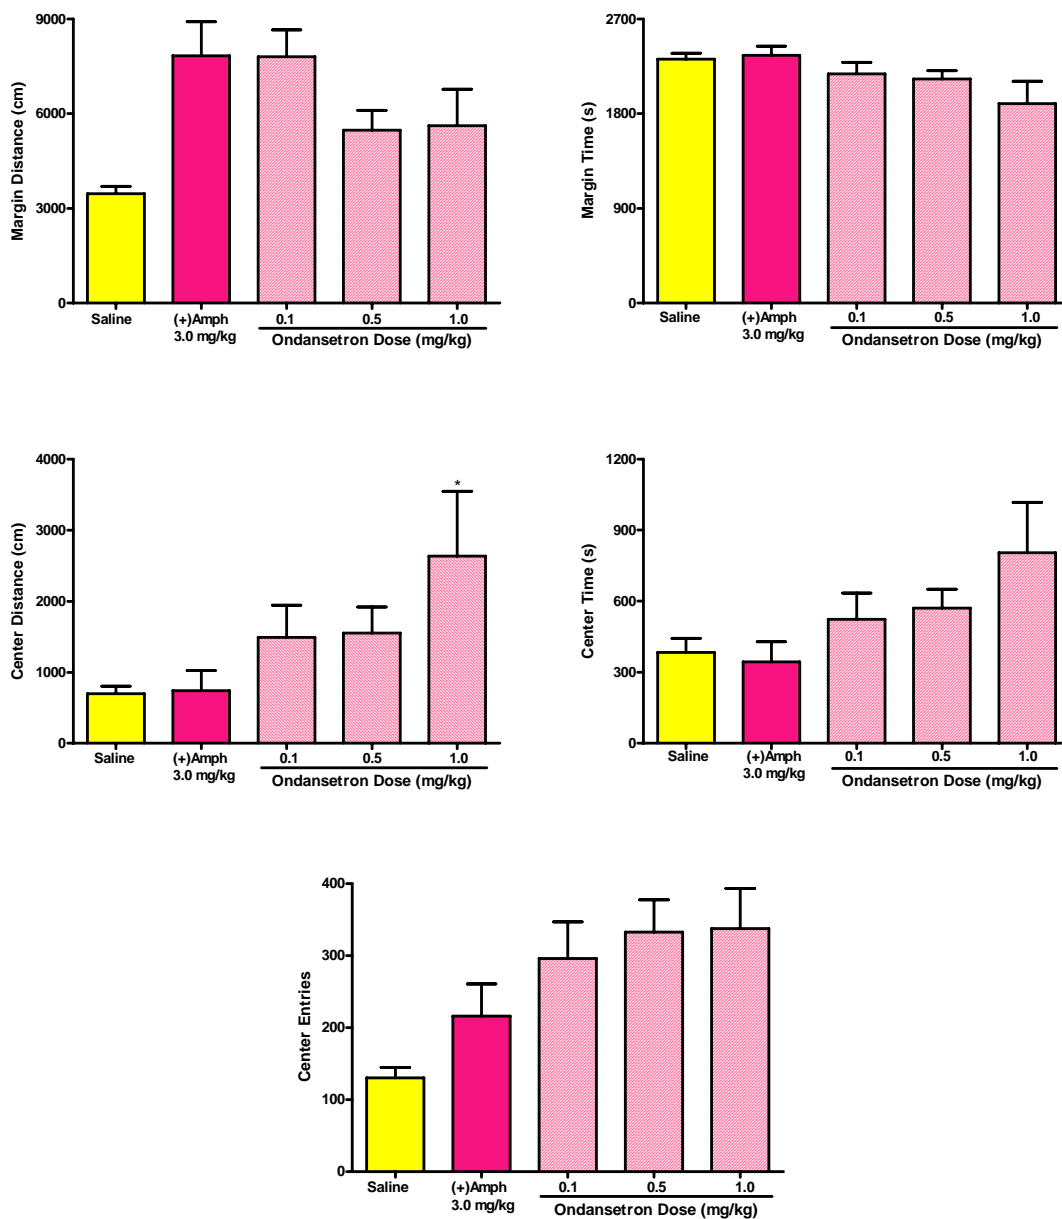 Margin Distance (cm)
9000
6000
3000
0
Saline
(+)Amph
3.0 mg/kg
0.1
0.5
1.0
Ondansetron Dose (mg/kg)
Margin Time (s)
2700
1800
900
0
Saline
(+)Amph
3.0 mg/kg
0.1
0.5
1.0
Ondansetron Dose (mg/kg)
Center Distance (cm)
4000
3000
2000
1000
0
*
Saline
(+)Amph
3.0 mg/kg
0.1
0.5
1.0
Ondansetron Dose (mg/kg)
Center Time (s)
1200
900
600
300
0
Saline
(+)Amph
3.0 mg/kg
0.1
0.5
1.0
Ondansetron Dose (mg/kg)
Center Entries
400
300
200
100
0
Saline
(+)Amph
3.0 mg/kg
0.1
0.5
1.0
Ondansetron Dose (mg/kg)